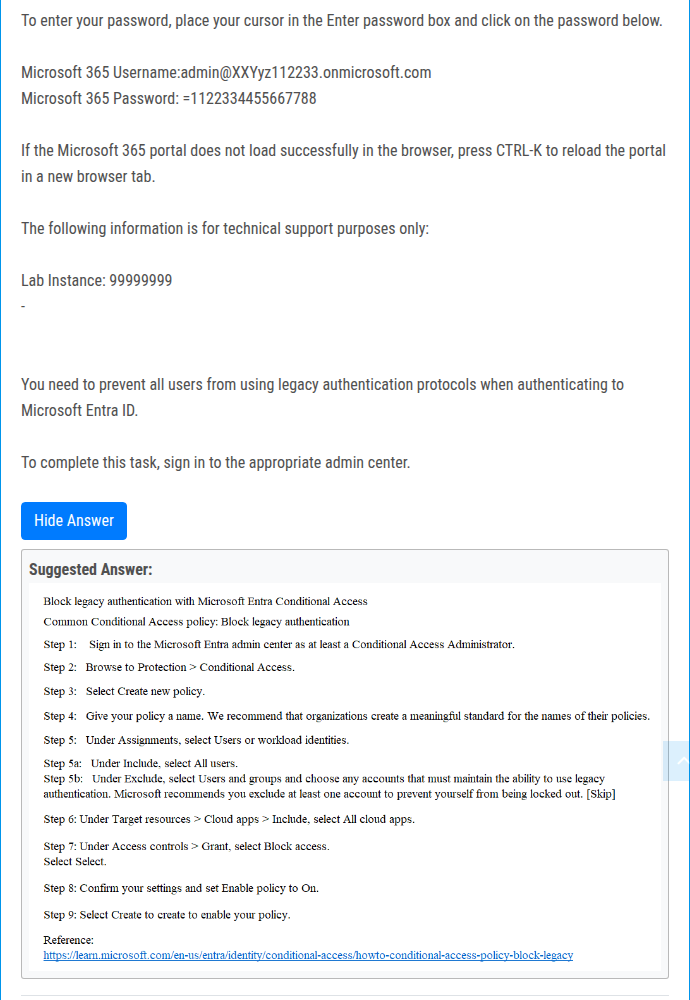 To enter your password, place your cursor in the Enter password box and click on the password below.
Microsoft 365 Username:admin@XXYyz112233.onmicrosoft.com
Microsoft 365 Password: =1122334455667788
If the Microsoft 365 portal does not load successfully in the browser, press CTRL-K to reload the portal
in a new browser tab.
The following information is for technical support purposes only:
Lab Instance: 99999999
-
You need to prevent all users from using legacy authentication protocols when authenticating to
Microsoft Entra ID.
To complete this task, sign in to the appropriate admin center.
Hide Answer
Suggested Answer:
Block legacy authentication with Microsoft Entra Conditional Access
Common Conditional Access policy: Block legacy authentication
Step 1: Sign in to the Microsoft Entra admin center as at least a Conditional Access Administrator.
Step 2: Browse to Protection > Conditional Access.
Step 3: Select Create new policy.
Step 4: Give your policy a name. We recommend that organizations create a meaningful standard for the names of their policies.
Step 5: Under Assignments, select Users or workload identities.
Step 5a: Under Include, select All users.
Step 5b: Under Exclude, select Users and groups and choose any accounts that must maintain the ability to use legacy
authentication. Microsoft recommends you exclude at least one account to prevent yourself from being locked out. [Skip]
Step 6: Under Target resources > Cloud apps > Include, select All cloud apps.
Step 7: Under Access controls > Grant, select Block access.
Select Select.
Step 8: Confirm your settings and set Enable policy to On.
Step 9: Select Create to create to enable your policy.
Reference:
https://learn.microsoft.com/en-us/entra/identity/conditional-access/howto-conditional-access-policy-block-legacy